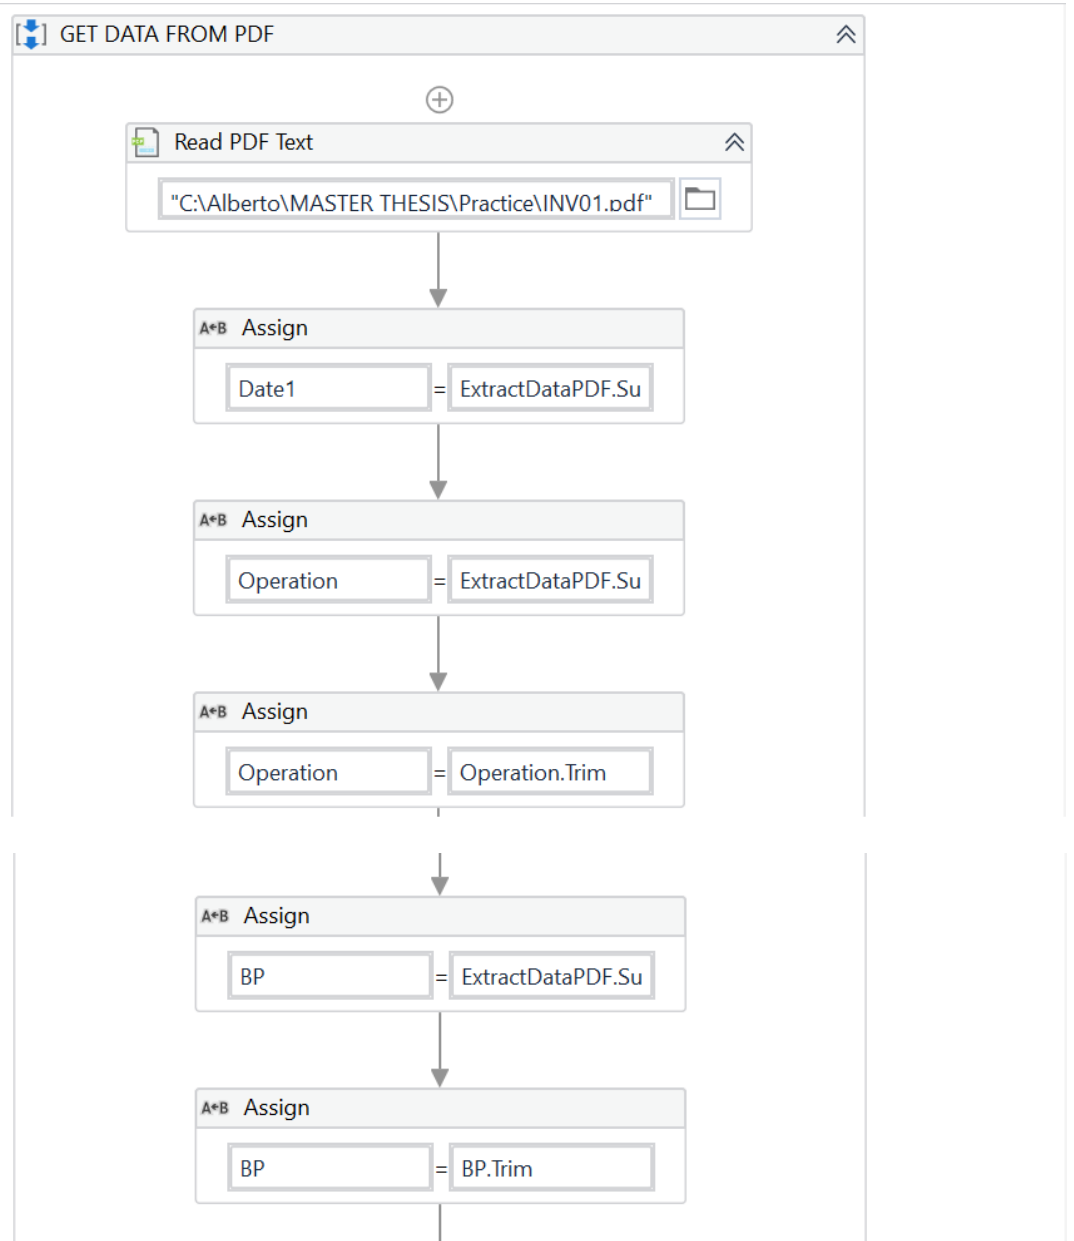 GET DATA FROM PDF
Read PDF Text
"C:\Alberto\MASTER THESIS\Practice\INV01.pdf"
A←B Assign
Date1 = ExtractDataPDF.Su
A←B Assign
Operation = ExtractDataPDF.Su
A←B Assign
Operation = Operation.Trim
A←B Assign
BP = ExtractDataPDF.Su
A←B Assign
BP = BP.Trim